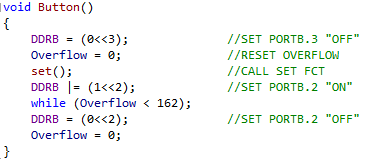 void Button()
{
DDRB = (0<<3); //SET PORTB.3 "OFF"
Overflow = 0; //RESET OVERFLOW
set(); //CALL SET FCT
DDRB |= (1<<2); //SET PORTB.2 "ON"
while (Overflow < 162);
DDRB = (0<<2); //SET PORTB.2 "OFF"
Overflow = 0;
}